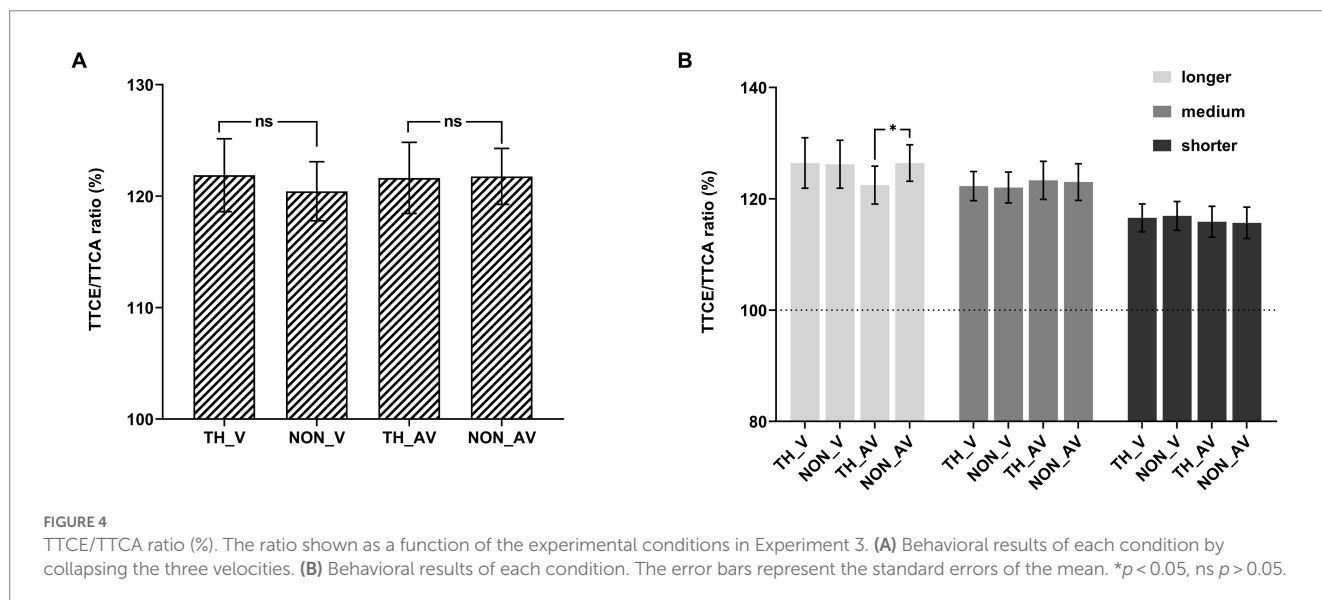 A
TTCE/TTCA ratio (%)
130
120
110
100
ns
ns
TH_V
NON_V
TH_AV
NON_AV
B
TTCE/TTCA ratio (%)
140
120
100
80
*
longer
medium
shorter
TH_V
NON_V
TH_AV
NON_AV
TH_V
NON_V
TH_AV
NON_AV
TH_V
NON_V
TH_AV
NON_AV
FIGURE 4
TTCE/TTCA ratio (%). The ratio shown as a function of the experimental conditions in Experiment 3. (A) Behavioral results of each condition by
collapsing the three velocities. (B) Behavioral results of each condition. The error bars represent the standard errors of the mean. *p < 0.05, ns p > 0.05.